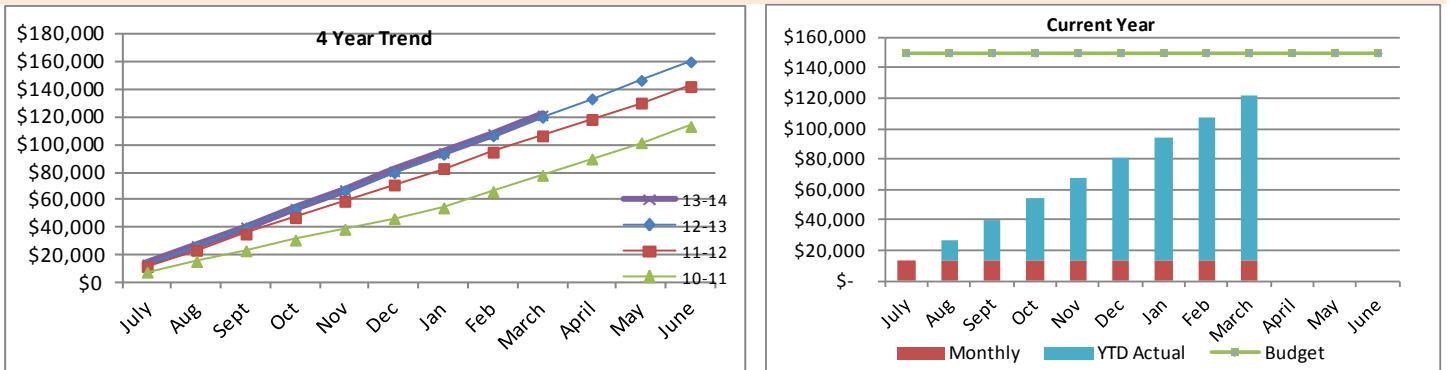 4 Year Trend
$180,000
$160,000
$140,000
$120,000
$100,000
$80,000
$60,000
$40,000
$20,000
$0
13-14
12-13
11-12
10-11
July
Aug
Sept
Oct
Nov
Dec
Jan
Feb
March
April
May
June
Current Year
$160,000
$140,000
$120,000
$100,000
$80,000
$60,000
$40,000
$20,000
$-
July
Aug
Sept
Oct
Nov
Dec
Jan
Feb
March
April
May
June
Monthly YTD Actual Budget